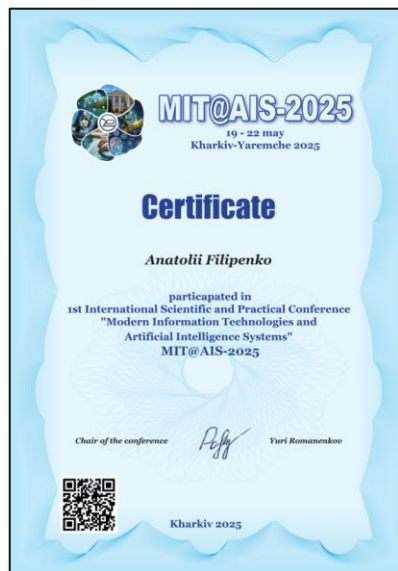 MIT@AIS-2025
19 - 22 may
Kharkiv-Yaremche 2025
Certificate
Anatolii Filipenko
particapated in
1st International Scientific and Practical Conference
"Modern Information Technologies and
Artificial Intelligence Systems"
MIT@AIS-2025
Chair of the conference
Yuri Romanenkov
Kharkiv 2025